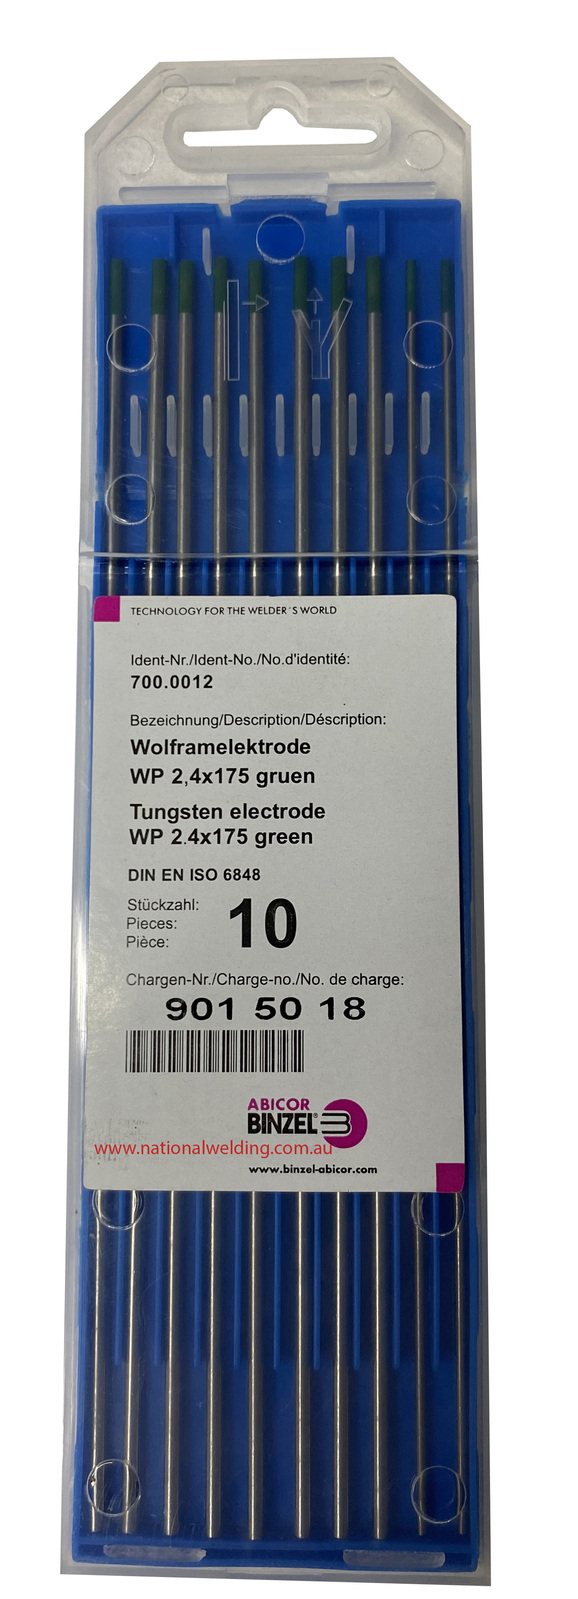 TECHNOLOGY FOR THE WELDER´S WORLD
Ident-Nr./Ident-No./No.d'identité:
700.0012
Bezeichnung/Description/Déscription:
Wolframelektrode
WP 2,4x175 gruen
Tungsten electrode
WP 2.4x175 green
DIN EN ISO 6848
Stückzahl:
Pieces:
Pièce:
10
Chargen-Nr./Charge-no./No. de charge:
901 50 18
ABICOR
BINZEL®
www.nationalwelding.com.au
www.binzel-abicor.com